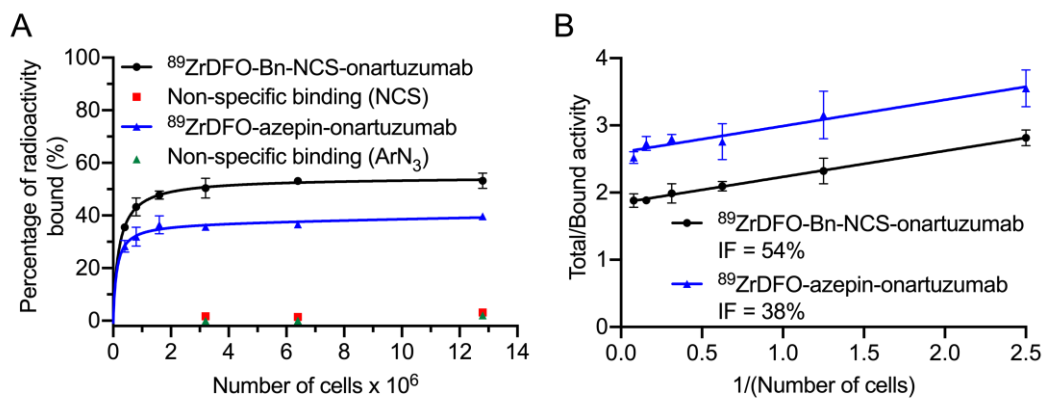 A
Percentage of radioactivity
bound (%)
100
80
60
40
20
0
⁸⁹ZrDFO-Bn-NCS-onartuzumab
Non-specific binding (NCS)
⁸⁹ZrDFO-azepin-onartuzumab
Non-specific binding (ArN₃)
0 2 4 6 8 10 12 14
Number of cells x 10⁶
B
Total/Bound activity
4
3
2
1
0
⁸⁹ZrDFO-Bn-NCS-onartuzumab
IF = 54%
⁸⁹ZrDFO-azepin-onartuzumab
IF = 38%
0.0 0.5 1.0 1.5 2.0 2.5
1/(Number of cells)